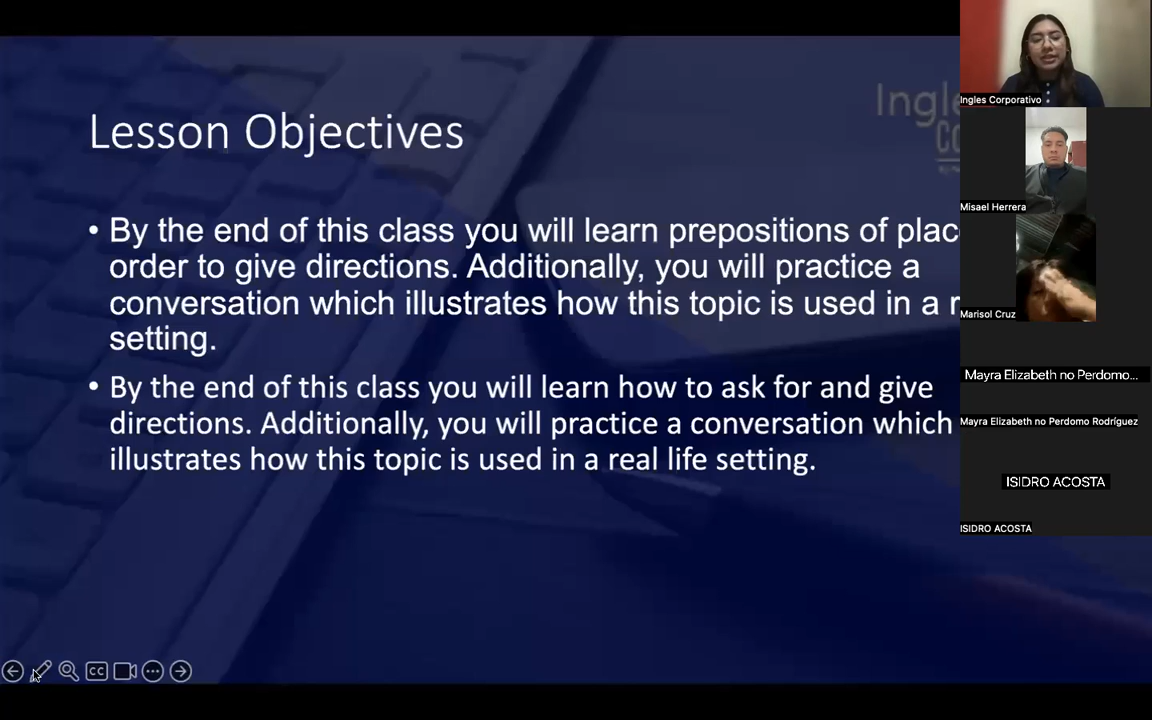 Lesson Objectives
• By the end of this class you will learn prepositions of plac
order to give directions. Additionally, you will practice a
conversation which illustrates how this topic is used in a r
setting.
• By the end of this class you will learn how to ask for and give
directions. Additionally, you will practice a conversation which
illustrates how this topic is used in a real life setting.
Ingl
CC
Ingles Corporativo
Misael Herrera
Marisol Cruz
Mayra Elizabeth no Perdomo...
Mayra Elizabeth no Perdomo Rodríguez
ISIDRO ACOSTA
ISIDRO ACOSTA